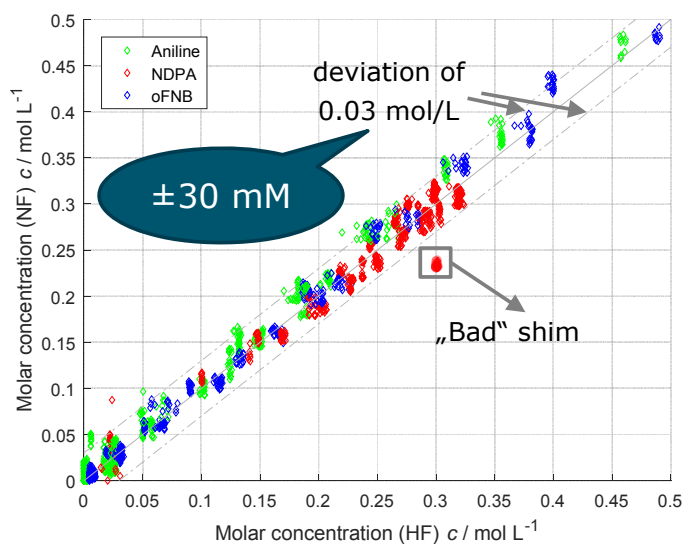 Molar concentration (NF) c / mol L⁻¹
0.5
0.45
0.4
0.35
0.3
0.25
0.2
0.15
0.1
0.05
0
Aniline
NDPA
oFNB
deviation of
0.03 mol/L
±30 mM
„Bad“ shim
0 0.05 0.1 0.15 0.2 0.25 0.3 0.35 0.4 0.45 0.5
Molar concentration (HF) c / mol L⁻¹